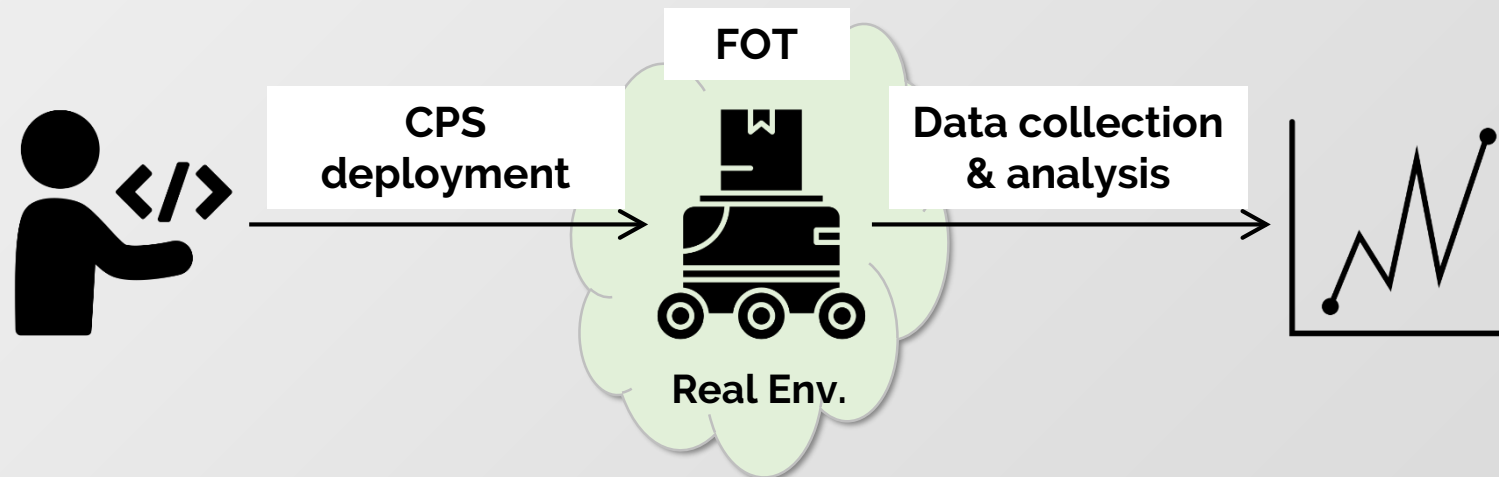 FOT
CPS
deployment
Data collection
& analysis
</>
Real Env.